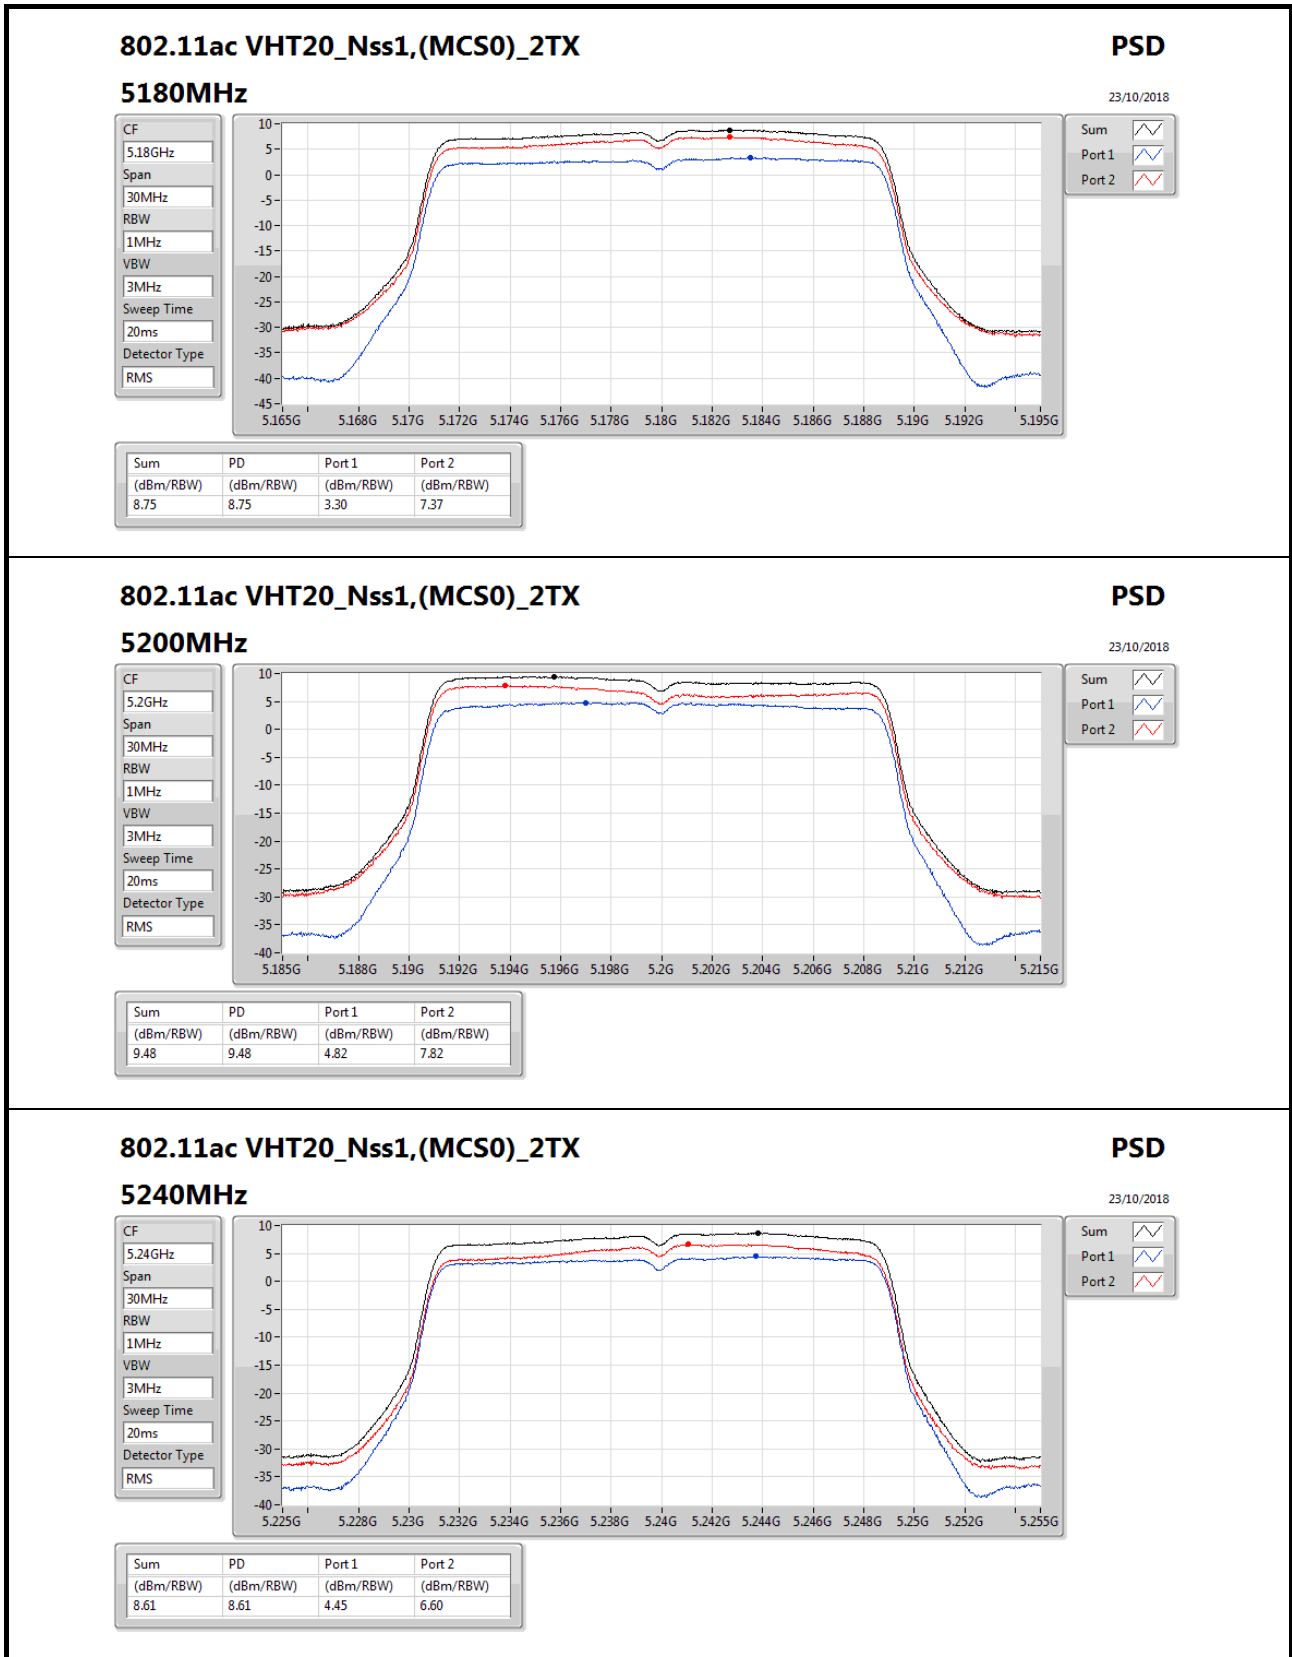 802.11ac VHT20_Nss1,(MCS0)_2TX PSD
5180MHz 23/10/2018
CF
5.18GHz
Span
30MHz
RBW
1MHz
VBW
3MHz
Sweep Time
20ms
Detector Type
RMS
10
5
0
-5
-10
-15
-20
-25
-30
-35
-40
-45
5.165G 5.168G 5.17G 5.172G 5.174G 5.176G 5.178G 5.18G 5.182G 5.184G 5.186G 5.188G 5.19G 5.192G 5.195G
Sum
Port 1
Port 2
Sum PD Port 1 Port 2
(dBm/RBW) (dBm/RBW) (dBm/RBW) (dBm/RBW)
8.75 8.75 3.30 7.37
802.11ac VHT20_Nss1,(MCS0)_2TX PSD
5200MHz 23/10/2018
CF
5.2GHz
Span
30MHz
RBW
1MHz
VBW
3MHz
Sweep Time
20ms
Detector Type
RMS
10
5
0
-5
-10
-15
-20
-25
-30
-35
-40
5.185G 5.188G 5.19G 5.192G 5.194G 5.196G 5.198G 5.2G 5.202G 5.204G 5.206G 5.208G 5.21G 5.212G 5.215G
Sum
Port 1
Port 2
Sum PD Port 1 Port 2
(dBm/RBW) (dBm/RBW) (dBm/RBW) (dBm/RBW)
9.48 9.48 4.82 7.82
802.11ac VHT20_Nss1,(MCS0)_2TX PSD
5240MHz 23/10/2018
CF
5.24GHz
Span
30MHz
RBW
1MHz
VBW
3MHz
Sweep Time
20ms
Detector Type
RMS
10
5
0
-5
-10
-15
-20
-25
-30
-35
-40
5.225G 5.228G 5.23G 5.232G 5.234G 5.236G 5.238G 5.24G 5.242G 5.244G 5.246G 5.248G 5.25G 5.252G 5.255G
Sum
Port 1
Port 2
Sum PD Port 1 Port 2
(dBm/RBW) (dBm/RBW) (dBm/RBW) (dBm/RBW)
8.61 8.61 4.45 6.60